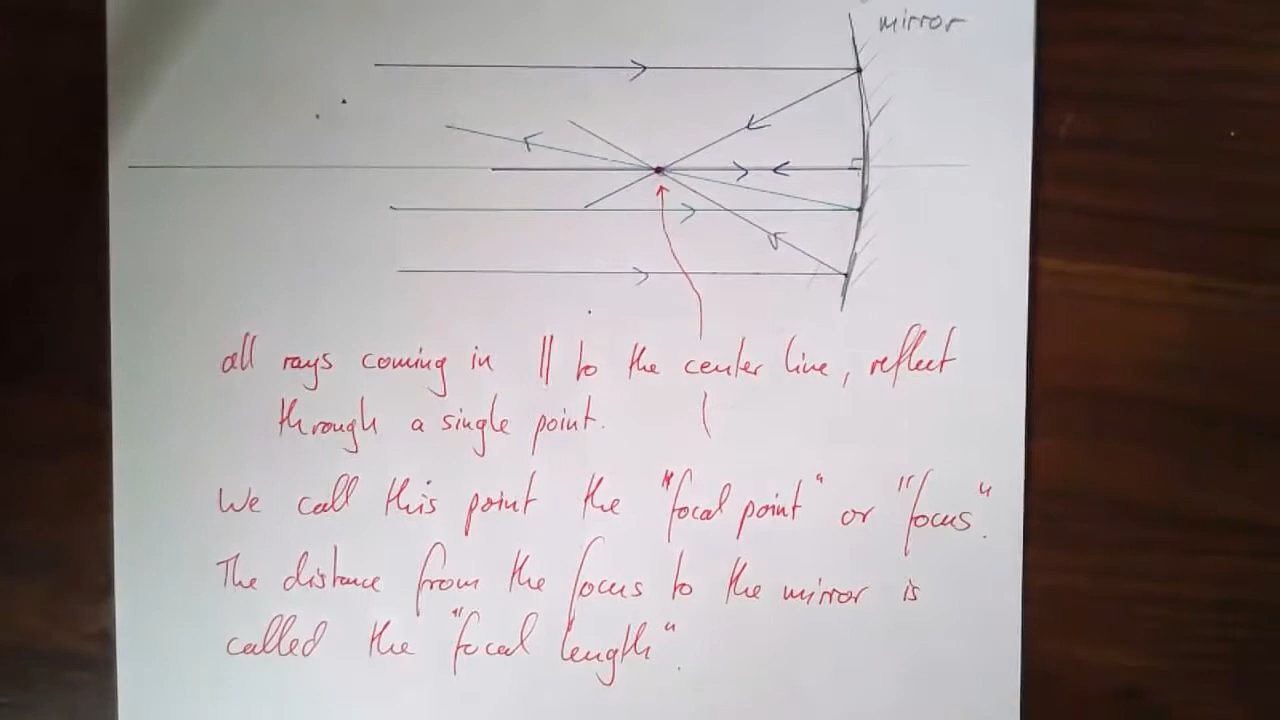 mirror
all rays coming in || to the center line, reflect
through a single point.
We call this point the "focal point" or "focus".
The distance from the focus to the mirror is
called the "focal length".